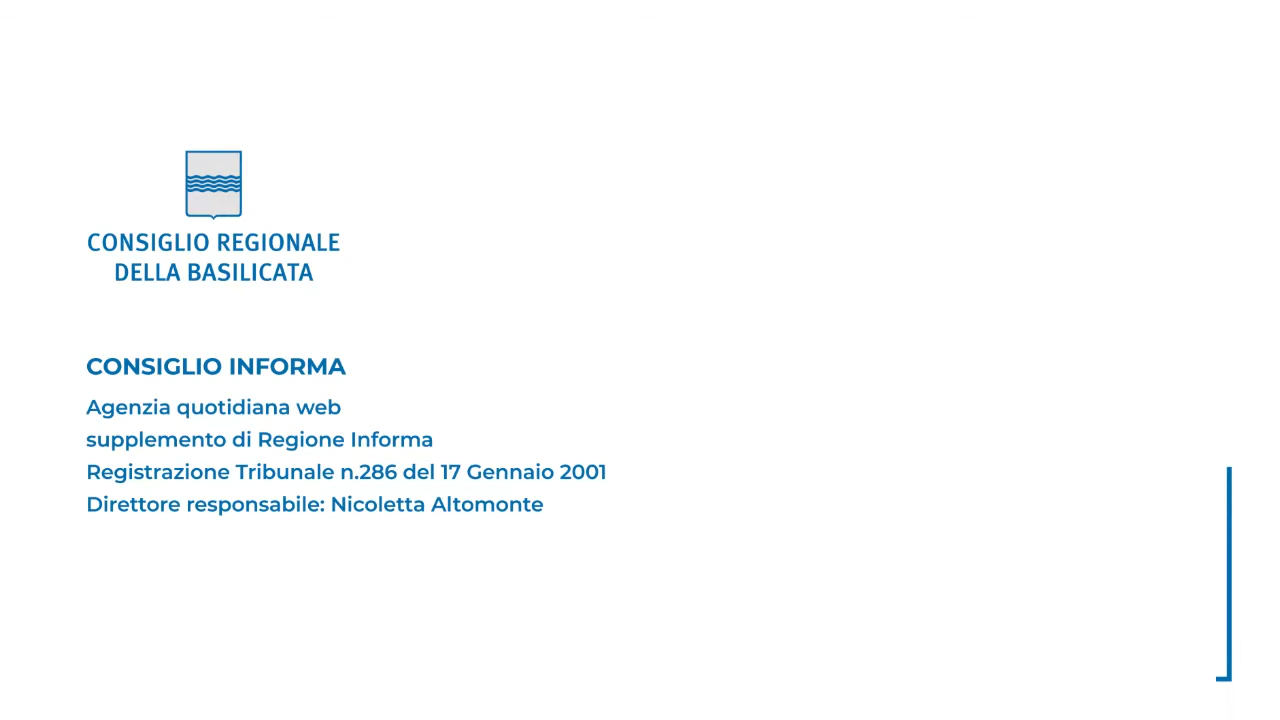 CONSIGLIO REGIONALE
DELLA BASILICATA
CONSIGLIO INFORMA
Agenzia quotidiana web
supplemento di Regione Informa
Registrazione Tribunale n.286 del 17 Gennaio 2001
Direttore responsabile: Nicoletta Altomonte